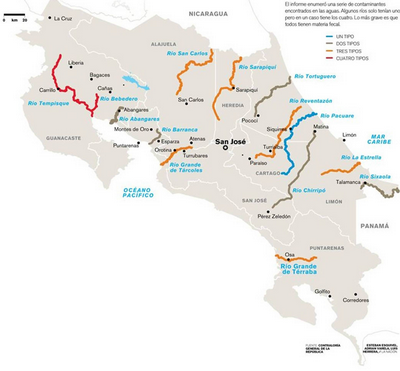 El informe enumeró una serie de contaminantes
encontrados en las aguas. Algunos ríos solo tenían uno
pero en un caso tiene los cuatro. Lo más grave es que
todos tienen materia fecal.
UN TIPO
DOS TIPOS
TRES TIPOS
CUATRO TIPOS
0 km 20
NICARAGUA
La Cruz
ALAJUELA
Río San Carlos
Río Sarapiquí
Liberia
Bagaces
Río Tortuguero
Carrillo
Cañas
Río Bebedero
Sarapiquí
Río Tempisque
San Carlos
HEREDIA
Río Reventazón
Abangares
Pococí
Río Pacuare
Río Abangares
Montes de Oro
Río Barranca
Siquirres
Matina
GUANACASTE
Puntarenas
Esparza
Atenas
San José
Limón
MAR
CARIBE
Orotina
Turrialba
Turrubares
Paraíso
Río La Estrella
Río Grande
de Tárcoles
CARTAGO
Río Sixaola
Talamanca
OCÉANO
PACÍFICO
Río Chirripó
SAN JOSÉ
LIMÓN
Pérez Zeledón
PANAMÁ
PUNTARENAS
Osa
Río Grande
de Térraba
Golfito
Corredores
FUENTE: CONTRALORÍA
GENERAL DE LA
REPÚBLICA